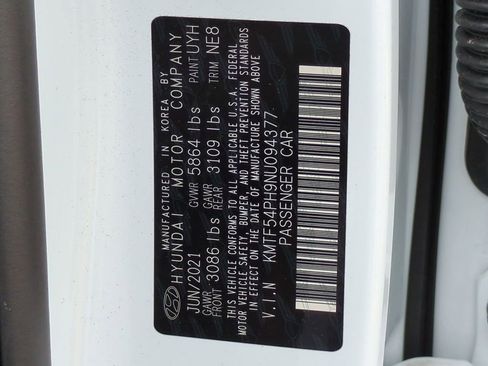 MANUFACTURED IN KOREA BY
HYUNDAI MOTOR COMPANY
JUN/2021 GVWR 5864 lbs PAINT UYH
GAWR FRONT 3086 lbs GAWR REAR 3109 lbs TRIM NE8
THIS VEHICLE CONFORMS TO ALL APPLICABLE U.S.A. FEDERAL
MOTOR VEHICLE SAFETY, BUMPER, AND THEFT PREVENTION STANDARDS
IN EFFECT ON THE DATE OF MANUFACTURE SHOWN ABOVE
V.I.N KMTF54PH9NU094377
PASSENGER CAR